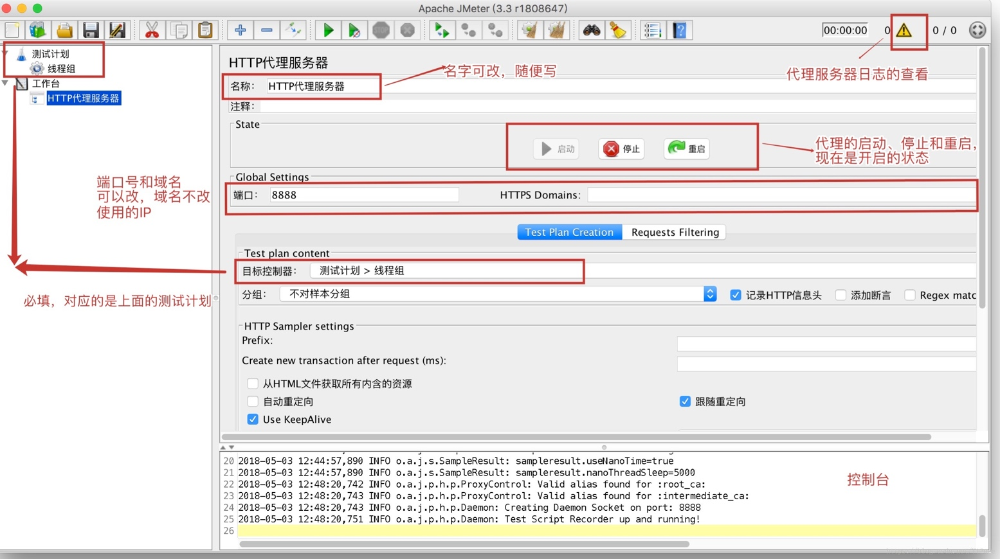 Apache JMeter (3.3 r1808647)
STOP
00:00:00
0
0 / 0
测试计划
线程组
工作台
HTTP代理服务器
HTTP代理服务器
名称：
HTTP代理服务器
名字可改，随便写
代理服务器日志的查看
注释：
State
启动
停止
重启
代理的启动、停止和重启，
现在是开启的状态
Global Settings
端口：
8888
HTTPS Domains:
端口号和域名
可以改，域名不改
使用的IP
Test Plan Creation
Requests Filtering
Test plan content
目标控制器：
测试计划 > 线程组
必填，对应的是上面的测试计划
分组：
不对样本分组
记录HTTP信息头
添加断言
Regex matc
HTTP Sampler settings
Prefix:
Create new transaction after request (ms):
从HTML文件获取所有内含的资源
自动重定向
跟随重定向
Use KeepAlive
20 2018-05-03 12:44:57,890 INFO o.a.j.s.SampleResult: sampleresult.useNanoTime=true
21 2018-05-03 12:44:57,890 INFO o.a.j.s.SampleResult: sampleresult.nanoThreadSleep=5000
22 2018-05-03 12:48:20,742 INFO o.a.j.p.h.p.ProxyControl: Valid alias found for :root_ca:
23 2018-05-03 12:48:20,743 INFO o.a.j.p.h.p.ProxyControl: Valid alias found for :intermediate_ca:
24 2018-05-03 12:48:20,743 INFO o.a.j.p.h.p.Daemon: Creating Daemon Socket on port: 8888
25 2018-05-03 12:48:20,751 INFO o.a.j.p.h.p.Daemon: Test Script Recorder up and running!
26
控制台